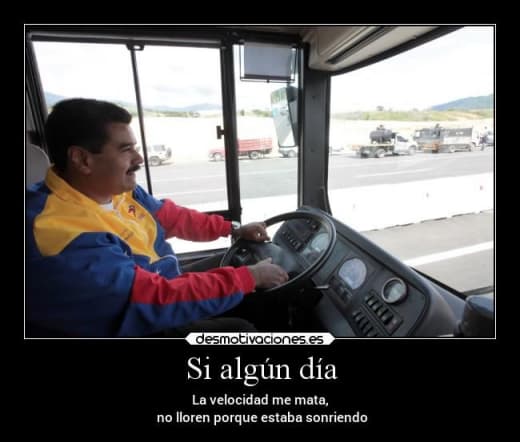 desmotivaciones.es
Si algún día
La velocidad me mata,
no lloren porque estaba sonriendo